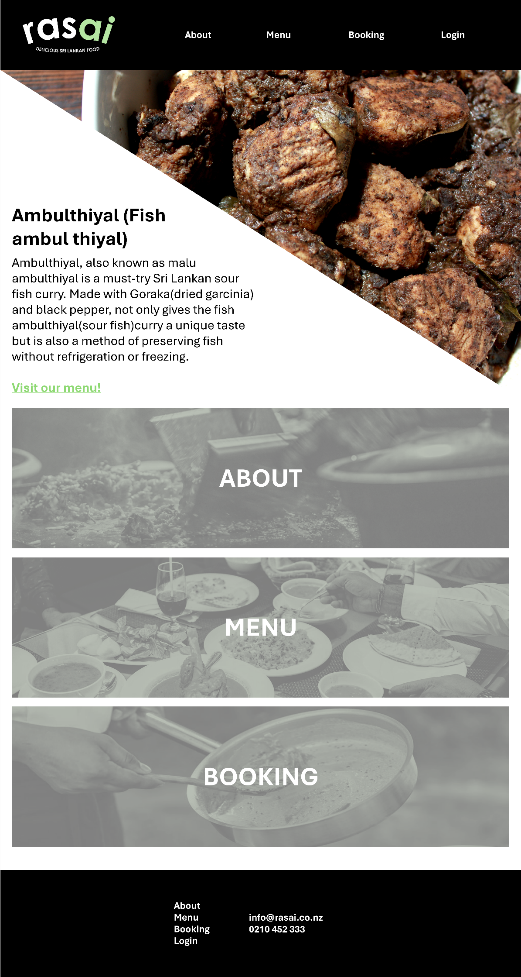 rasai
DELICIOUS SRI LANKAN FOOD
About Menu Booking Login
Ambulthiyal (Fish
ambul thiyal)
Ambulthiyal, also known as malu
ambulthiyal is a must-try Sri Lankan sour
fish curry. Made with Goraka(dried garcinia)
and black pepper, not only gives the fish
ambulthiyal(sour fish)curry a unique taste
but is also a method of preserving fish
without refrigeration or freezing.
Visit our menu!
ABOUT
MENU
BOOKING
About
Menu
Booking
Login
info@rasai.co.nz
0210 452 333